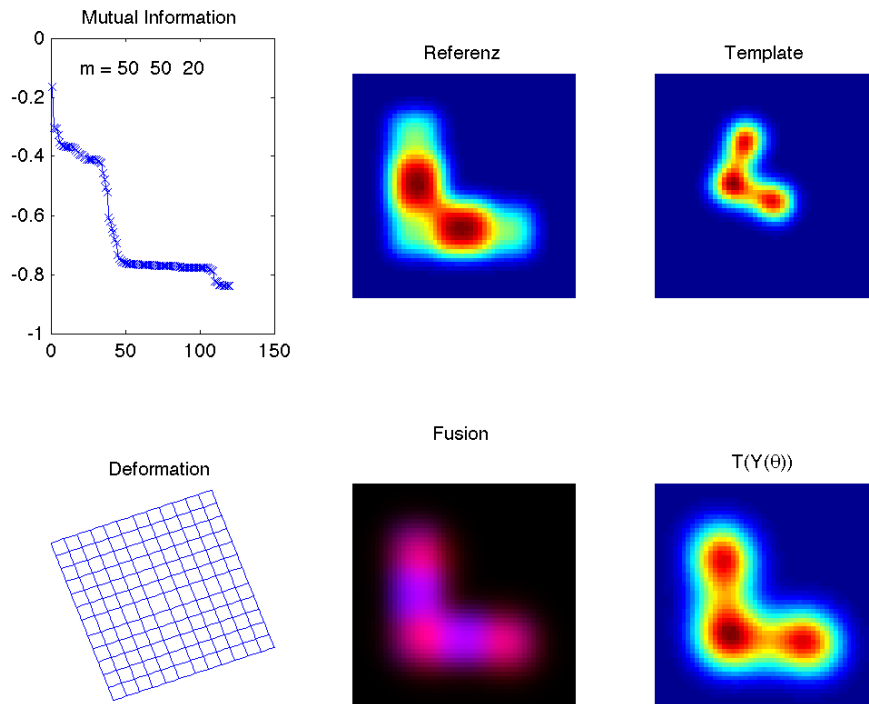 Mutual Information
0
m = 50 50 20
-0.2
-0.4
-0.6
-0.8
-1
0 50 100 150
Referenz
Template
Deformation
Fusion
T(Y(θ))